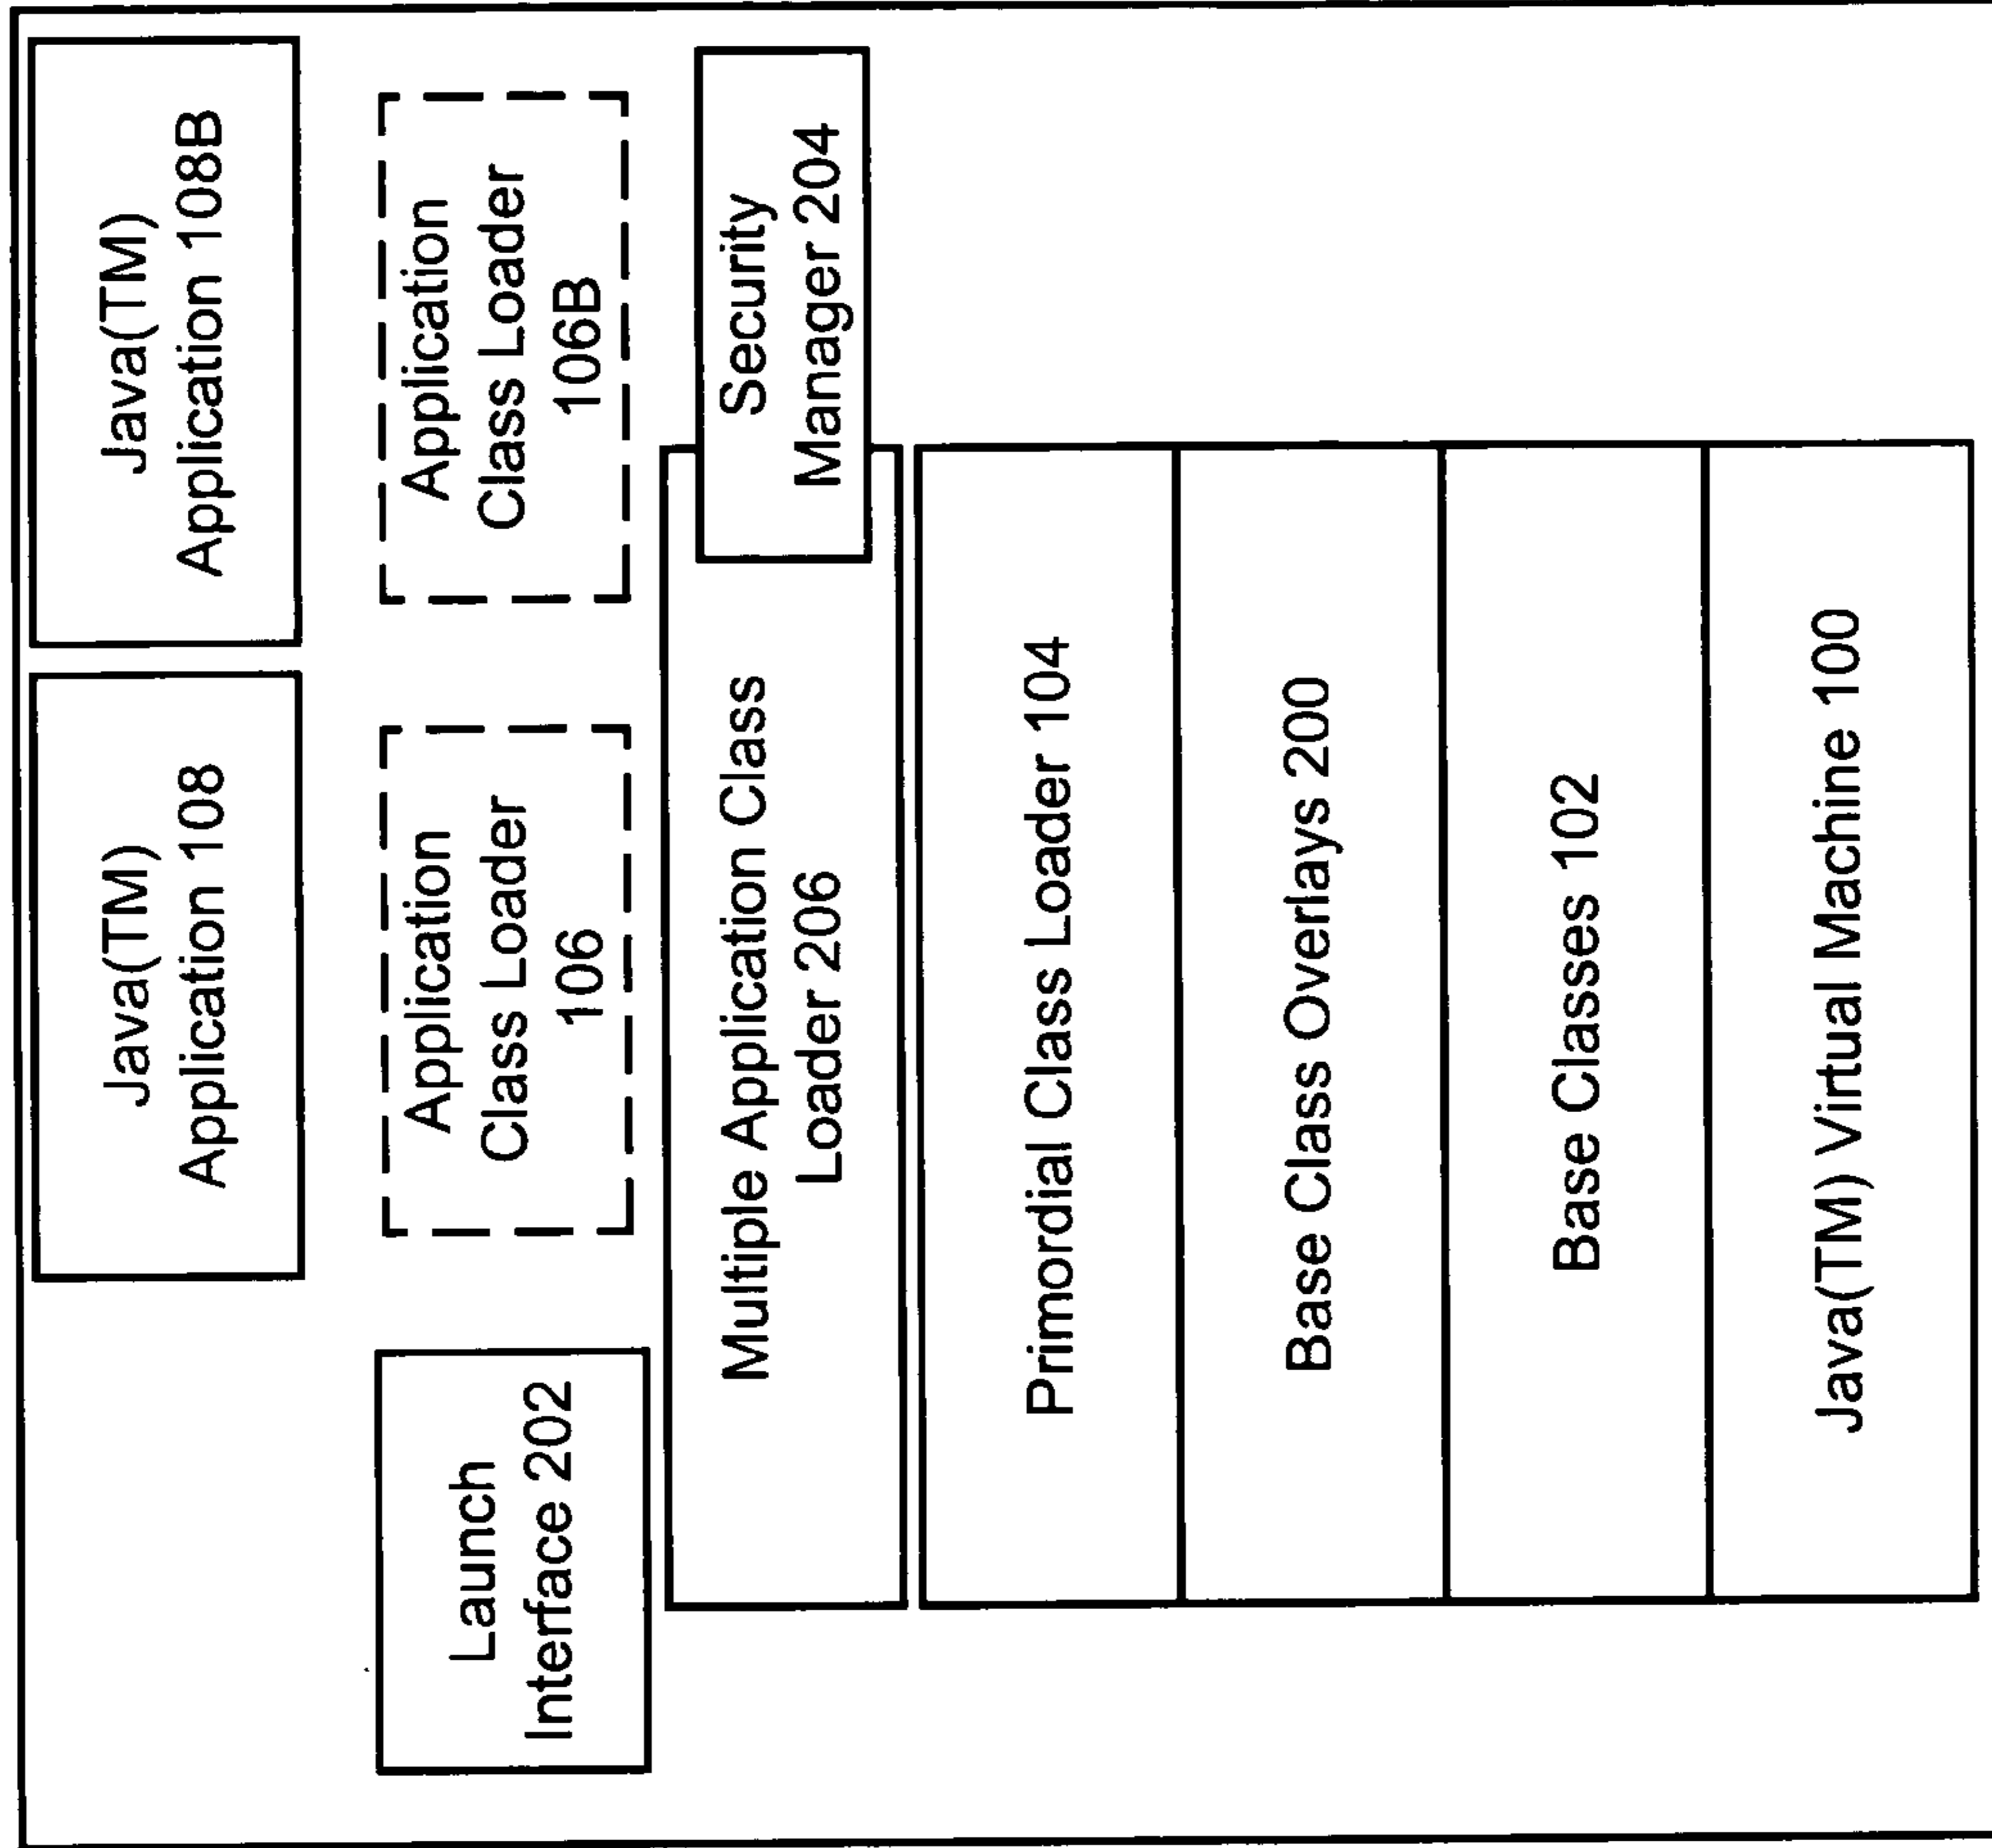 Java(TM)
Application 108
Java(TM)
Application 108B
Launch
Interface 202
Application
Class Loader
106
Application
Class Loader
106B
Multiple Application Class
Loader 206
Security
Manager 204
Primordial Class Loader 104
Base Class Overlays 200
Base Classes 102
Java(TM) Virtual Machine 100